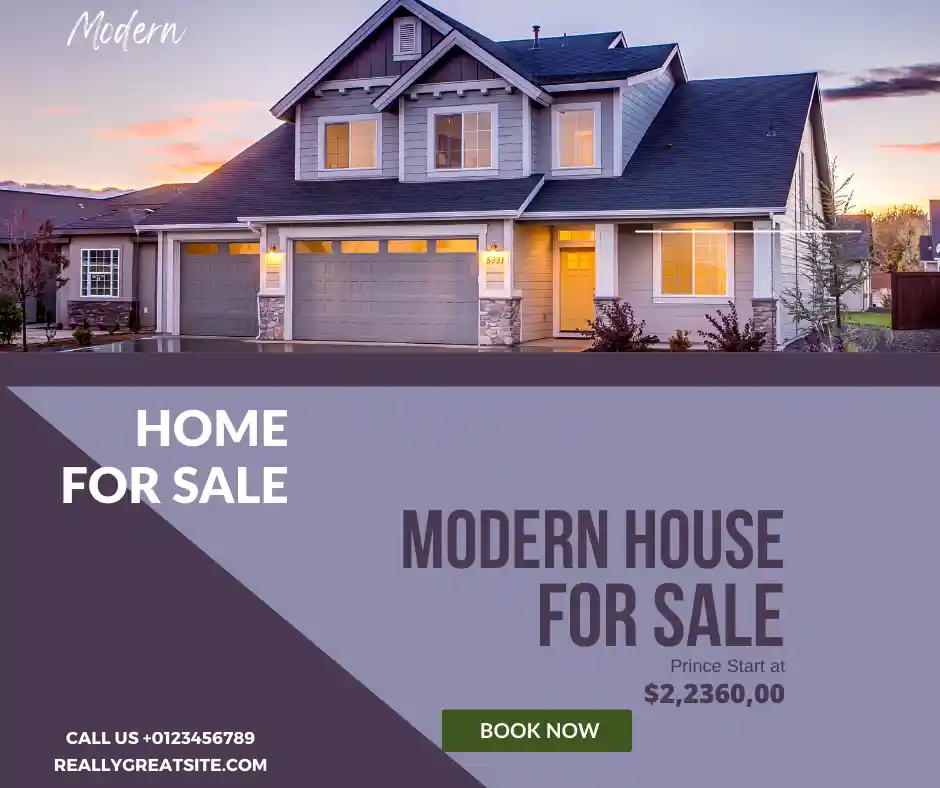 Modern
5931
HOME
FOR SALE
MODERN HOUSE
FOR SALE
Prince Start at
$2,2360,00
BOOK NOW
CALL US +0123456789
REALLYGREATSITE.COM